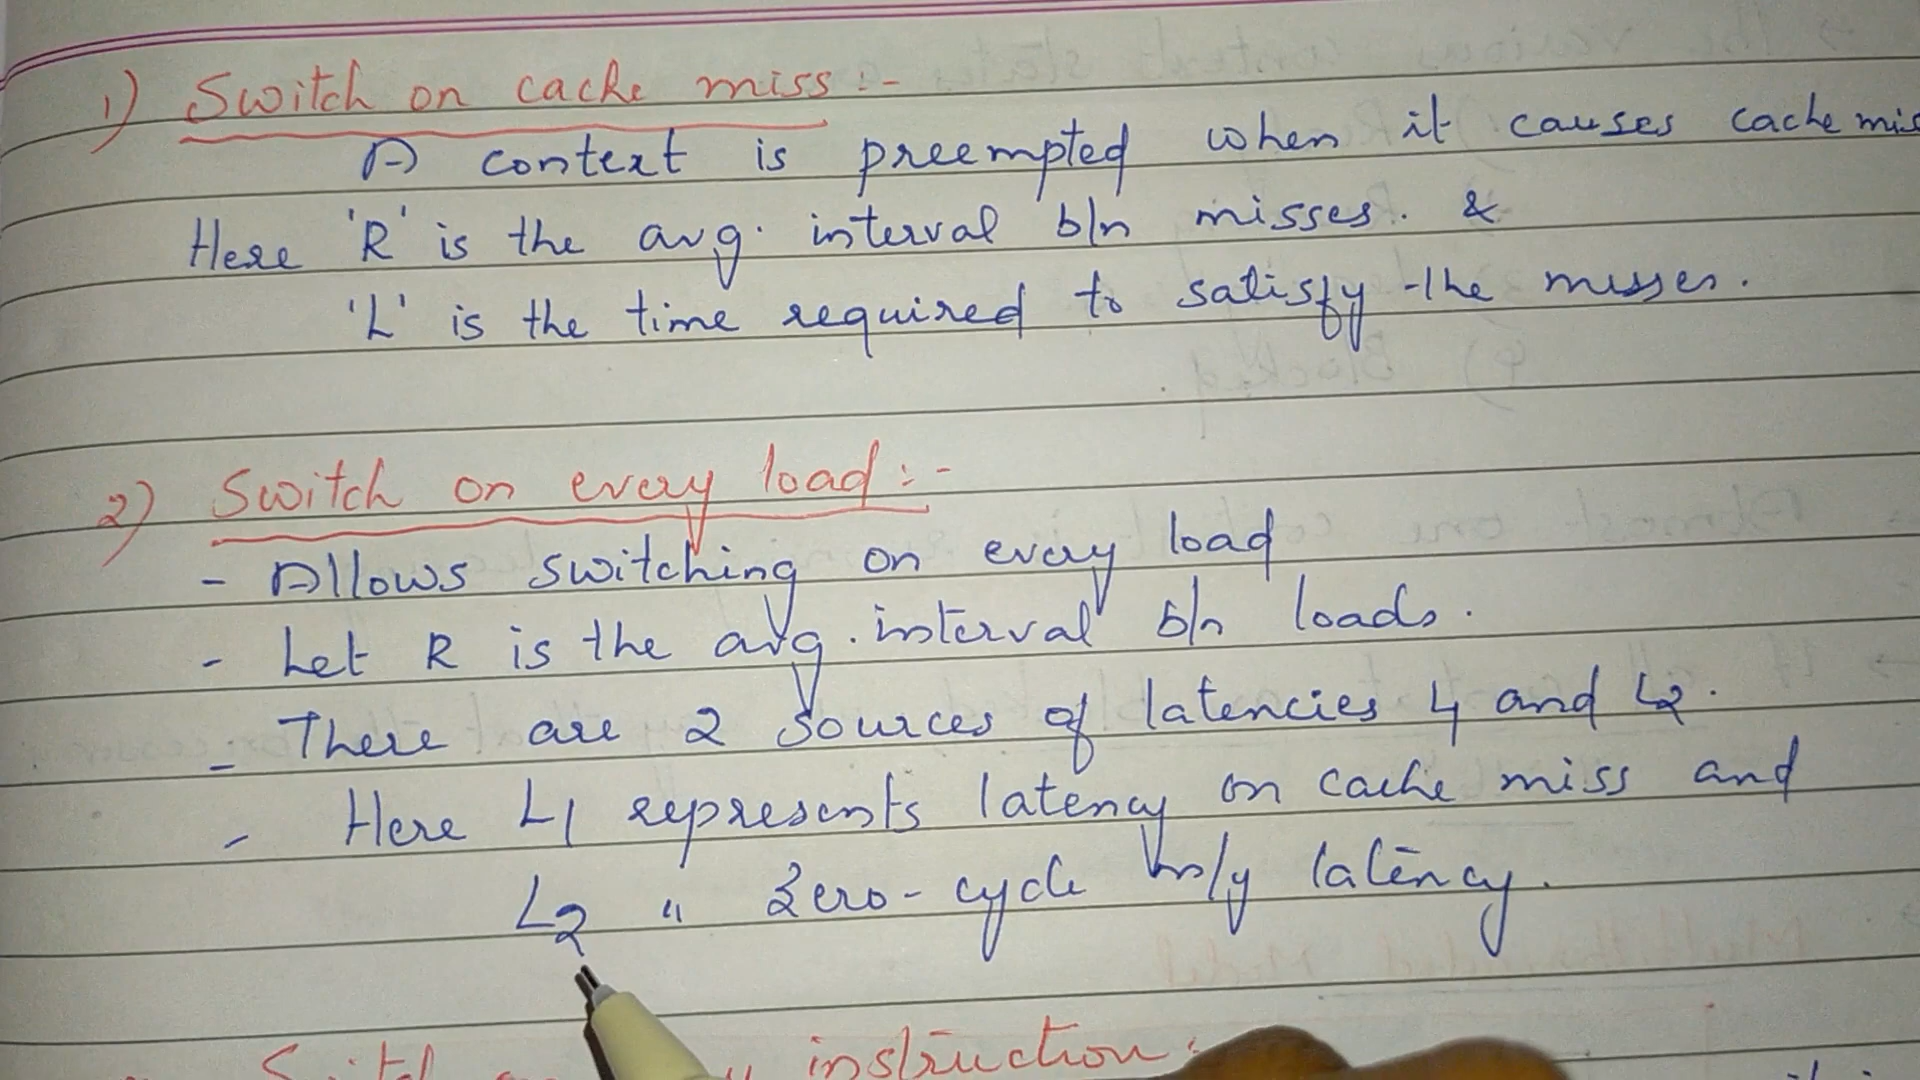 1) Switch on cache miss :-
A context is preempted when it causes cache mis
Here 'R' is the avg. interval b/n misses. &
'L' is the time required to satisfy the misses.
2) Switch on every load :-
- Allows switching on every load
- Let R is the avg. interval b/n loads.
- There are 2 sources of latencies L1 and L2.
- Here L1 represents latency on cache miss and
L2 " Zero-cycle latency.
instruction: